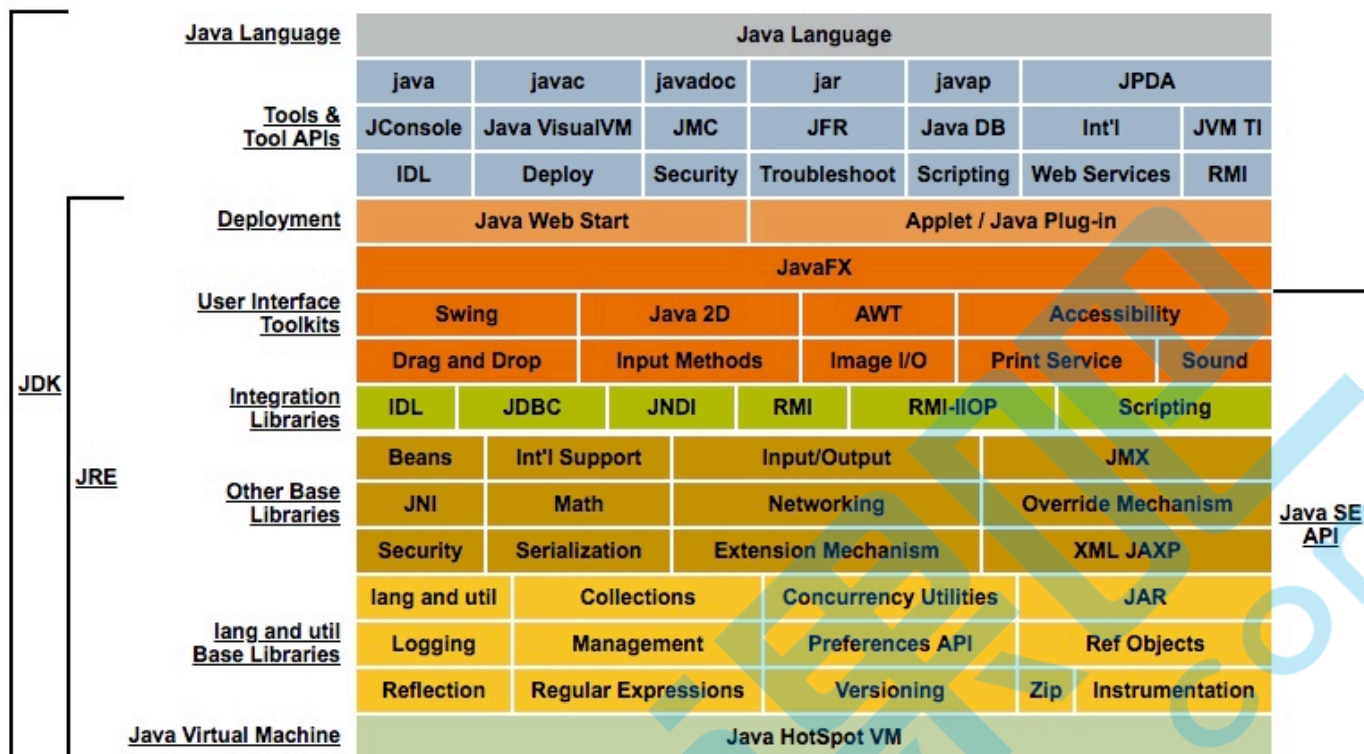 Java Language Java Language
java javac javadoc jar javap JPDA
Tools &
Tool APIs
JConsole Java VisualVM JMC JFR Java DB Int'l JVM TI
IDL Deploy Security Troubleshoot Scripting Web Services RMI
Deployment Java Web Start Applet / Java Plug-in
JavaFX
User Interface
Toolkits
Swing Java 2D AWT Accessibility
Drag and Drop Input Methods Image I/O Print Service Sound
JDK
Integration
Libraries
IDL JDBC JNDI RMI RMI-IIOP Scripting
Beans Int'l Support Input/Output JMX
JRE
Other Base
Libraries
JNI Math Networking Override Mechanism
Java SE
API
Security Serialization Extension Mechanism XML JAXP
lang and util Collections Concurrency Utilities JAR
lang and util
Base Libraries
Logging Management Preferences API Ref Objects
Reflection Regular Expressions Versioning Zip Instrumentation
Java Virtual Machine Java HotSpot VM